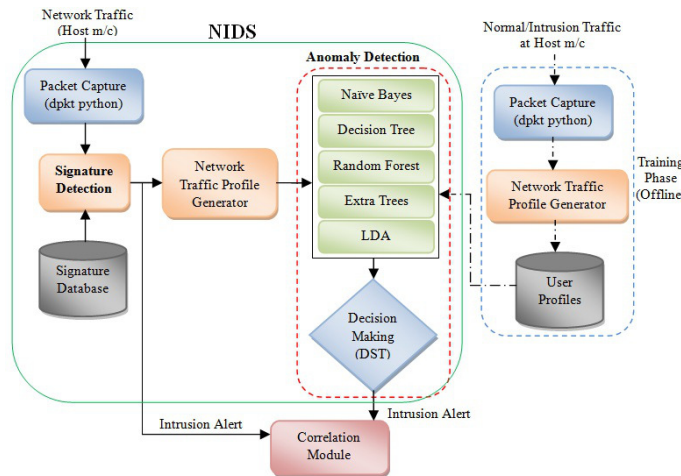 Network Traffic
(Host m/c)
NIDS
Packet Capture
(dpkt python)
Signature
Detection
Signature
Database
Network
Traffic Profile
Generator
Anomaly Detection
Naïve Bayes
Decision Tree
Random Forest
Extra Trees
LDA
Decision
Making
(DST)
Intrusion Alert
Intrusion Alert
Correlation
Module
Normal/Intrusion Traffic
at Host m/c
Packet Capture
(dpkt python)
Network Traffic
Profile Generator
User
Profiles
Training
Phase
(Offline